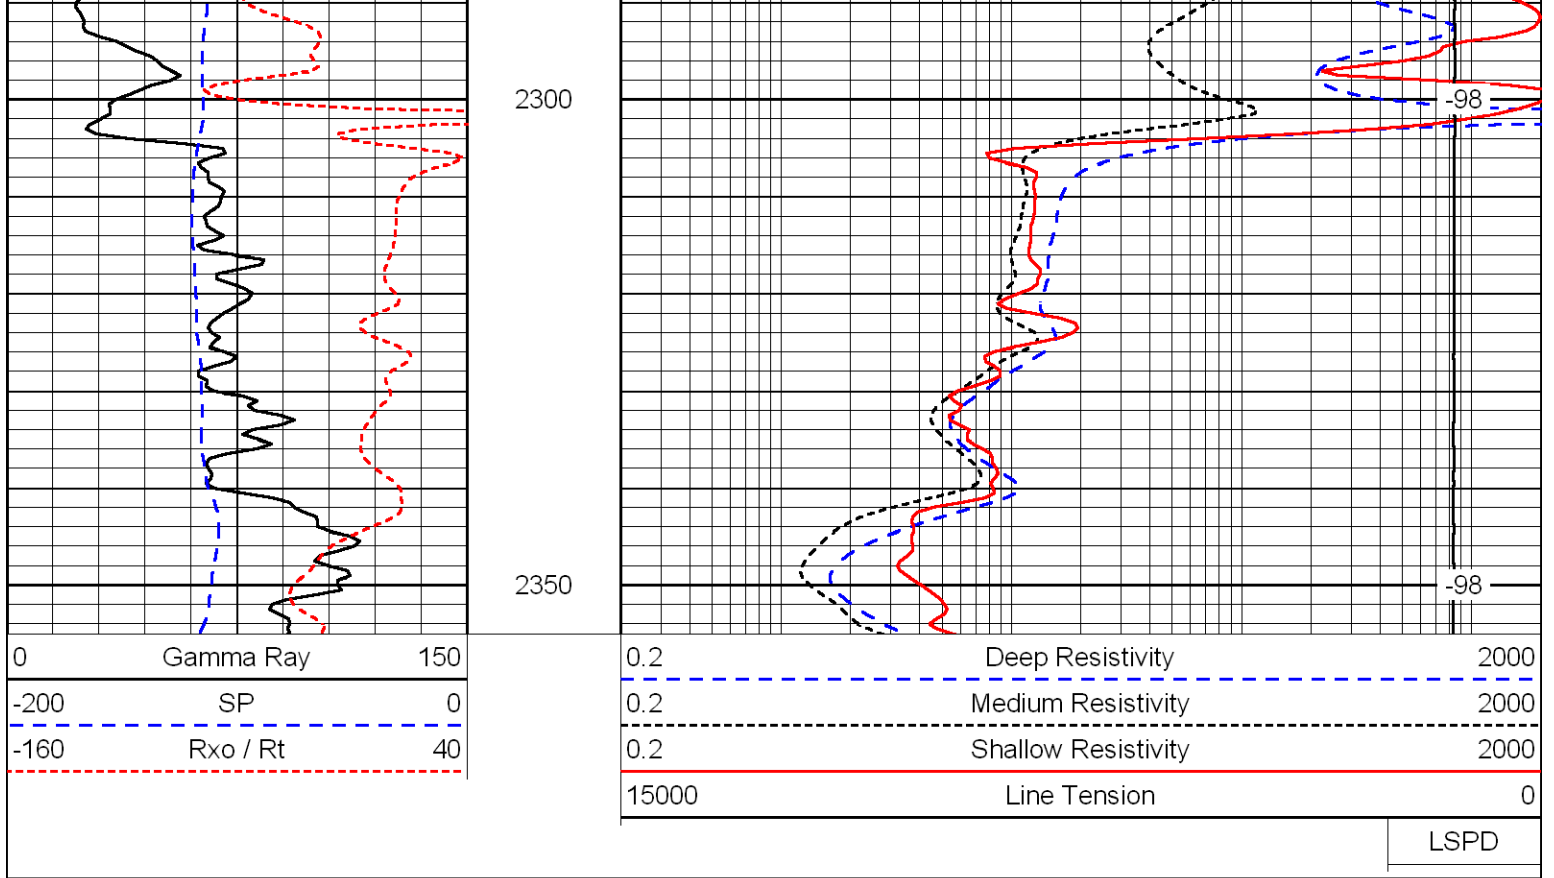 2300
-98
2350
-98
0 Gamma Ray 150
-200 SP 0
-160 Rxo / Rt 40
0.2 Deep Resistivity 2000
0.2 Medium Resistivity 2000
0.2 Shallow Resistivity 2000
15000 Line Tension 0
LSPD